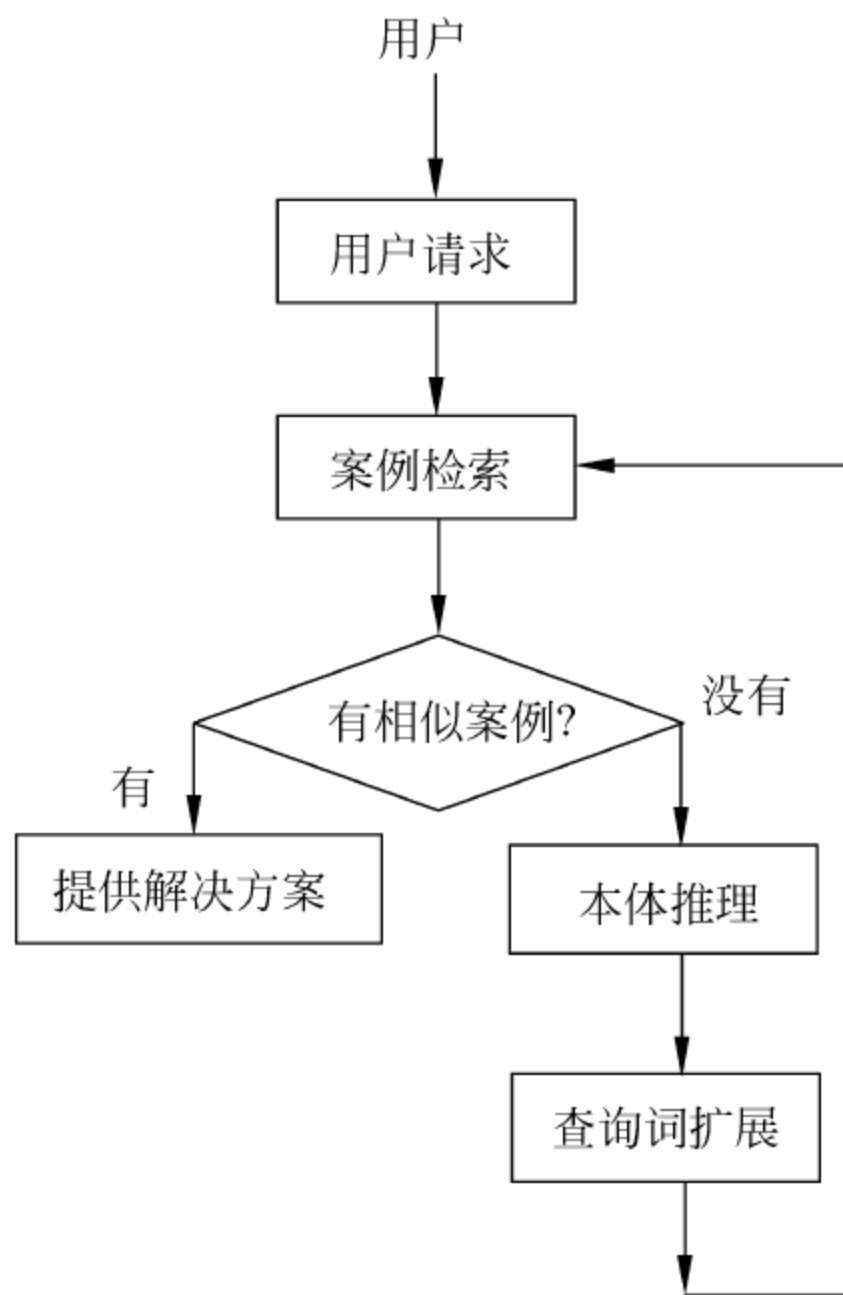 用户
用户请求
案例检索
有相似案例?
没有
有
提供解决方案
本体推理
查询词扩展